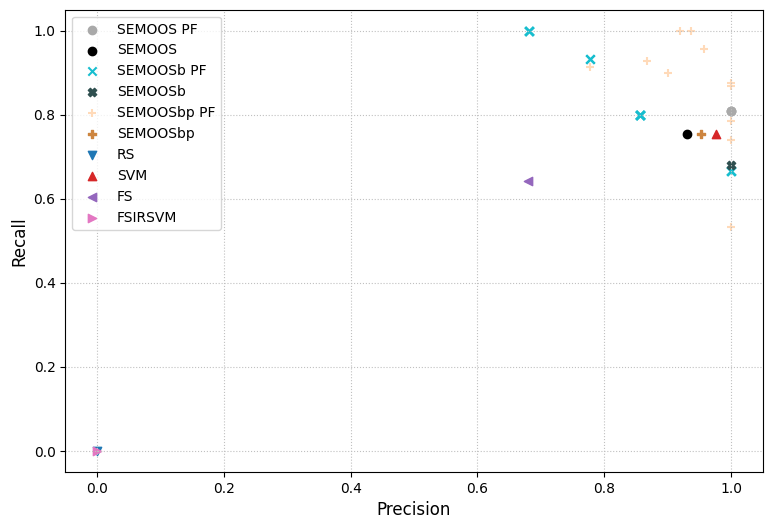 SEMOOS PF
SEMOOS
SEMOOSb PF
SEMOOSb
SEMOOSbp PF
SEMOOSbp
RS
SVM
FS
FSIRSVM
1.0
0.8
0.6
0.4
0.2
0.0
Recall
0.0 0.2 0.4 0.6 0.8 1.0
Precision